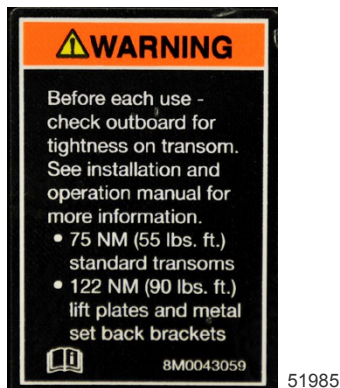 WARNING
Before each use -
check outboard for
tightness on transom.
See installation and
operation manual for
more information.
• 75 NM (55 lbs. ft.)
standard transoms
• 122 NM (90 lbs. ft.)
lift plates and metal
set back brackets
8M0043059
51985